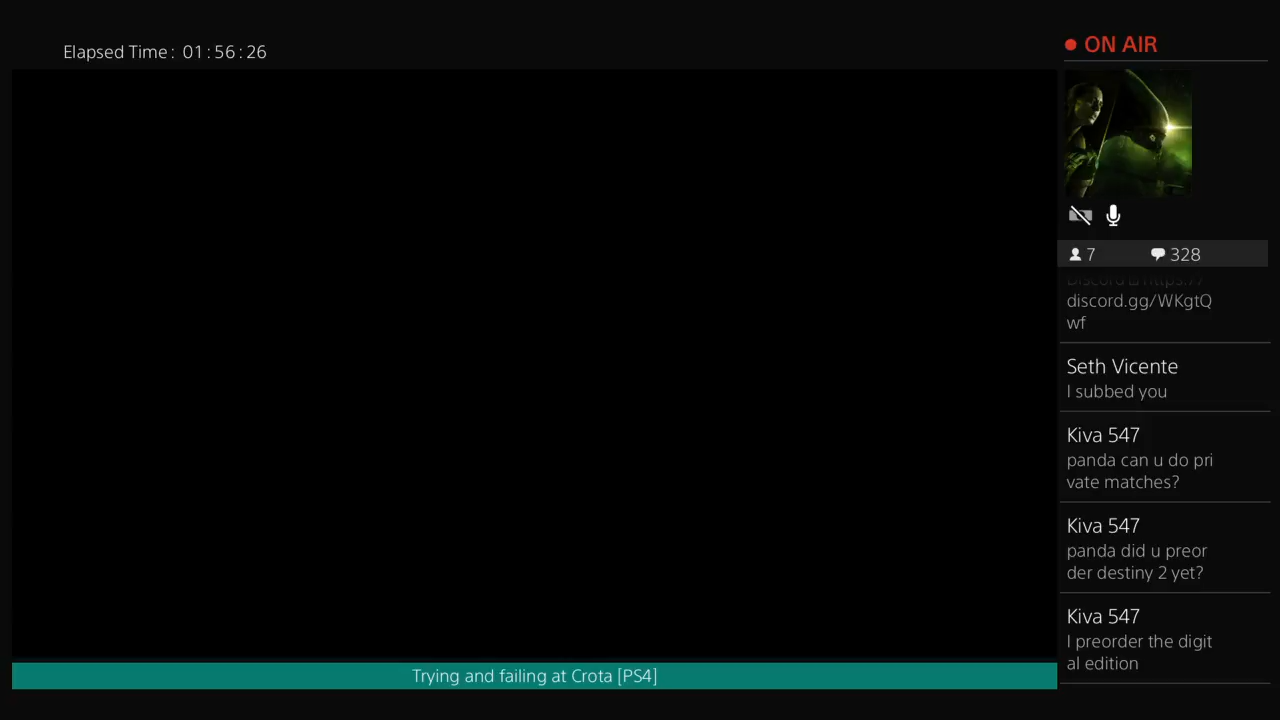 Elapsed Time: 01:56:26
ON AIR
7 328
discord.gg/WKgtQ
wf
Seth Vicente
I subbed you
Kiva 547
panda can u do pri
vate matches?
Kiva 547
panda did u preor
der destiny 2 yet?
Kiva 547
I preorder the digit
al edition
Trying and failing at Crota [PS4]